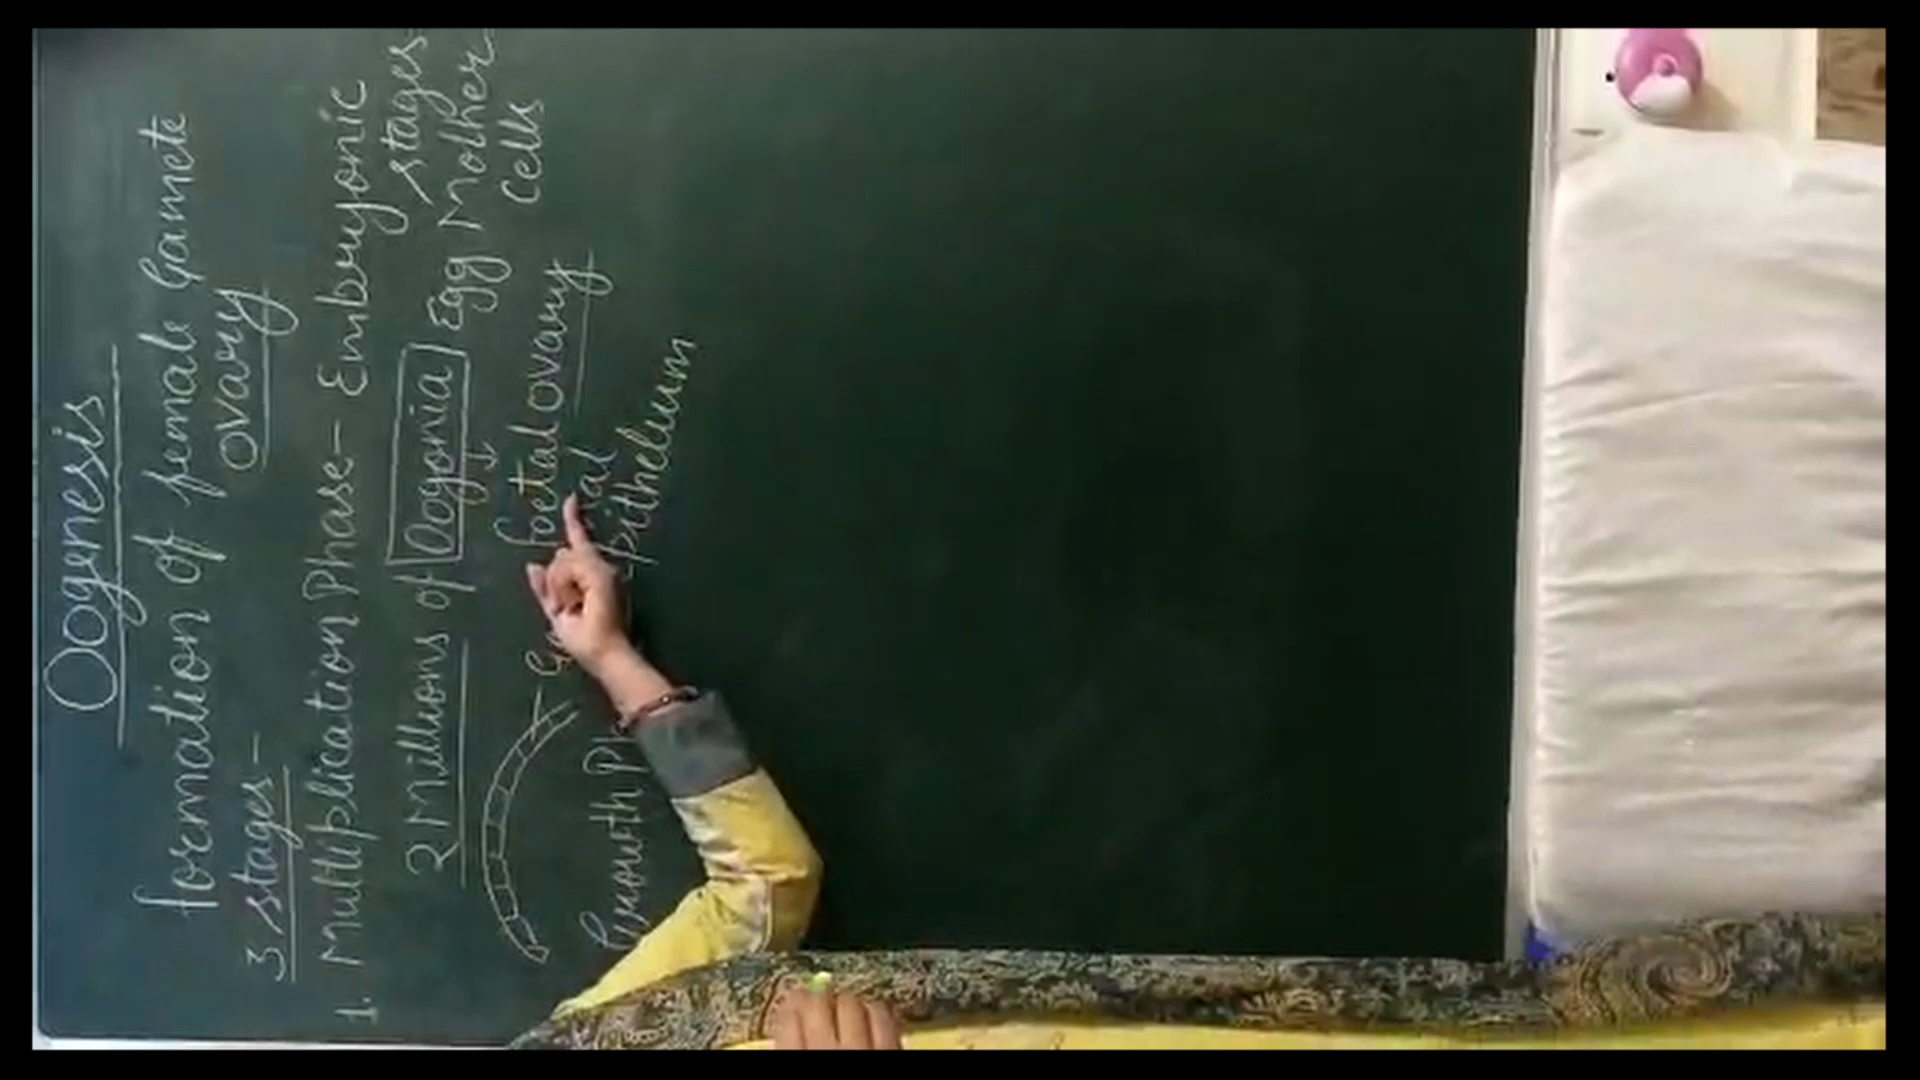 Oogenesis
formation of female Gamete
ovary
3 stages -
1. Multiplication Phase - Embryonic
stages
2 Millions of Oogonia Egg Mother
Cells
foetal ovary
epithelium
Growth